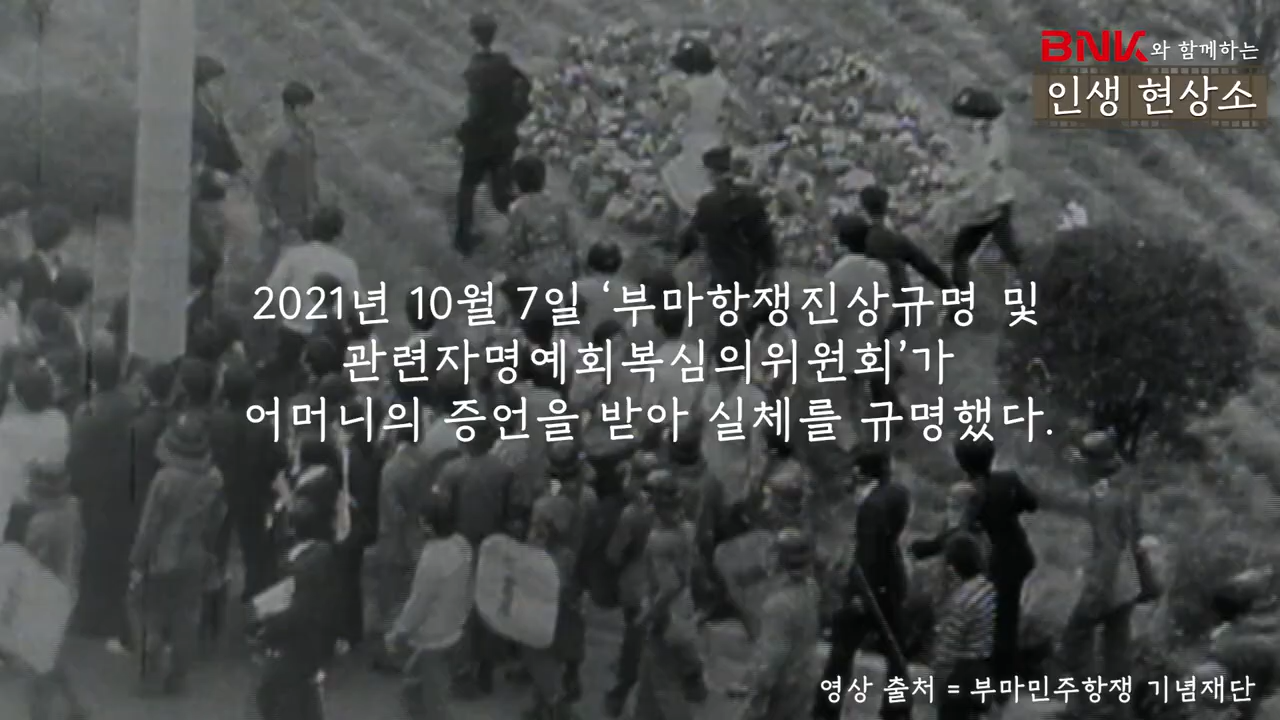 BNK와 함께하는
인생 현상소
2021년 10월 7일 ‘부마항쟁진상규명 및
관련자명예회복심의위원회’가
어머니의 증언을 받아 실체를 규명했다.
영상 출처 = 부마민주항쟁 기념재단